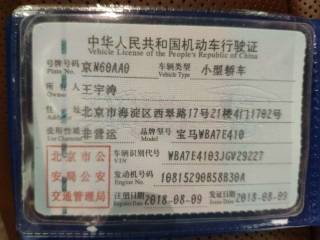 中华人民共和国机动车行驶证
Vehicle License of the People's Republic of China
号牌号码 京N60AA0 车辆类型 小型轿车
Plate No. Vehicle Type
所有人 王宇涛
Owner
住址 北京市海淀区西翠路17号21楼4门1702号
使用性质 非营运 品牌型号 宝马WBA7E410
Use Character Model
北京市公 车辆识别代号 WBA7E4103JGV29227
VIN
安局公安 发动机号码 10815290B58B30A
Engine No.
交通管理局 注册日期 2018-08-09 发证日期 2018-08-09
Register Date Issue Date